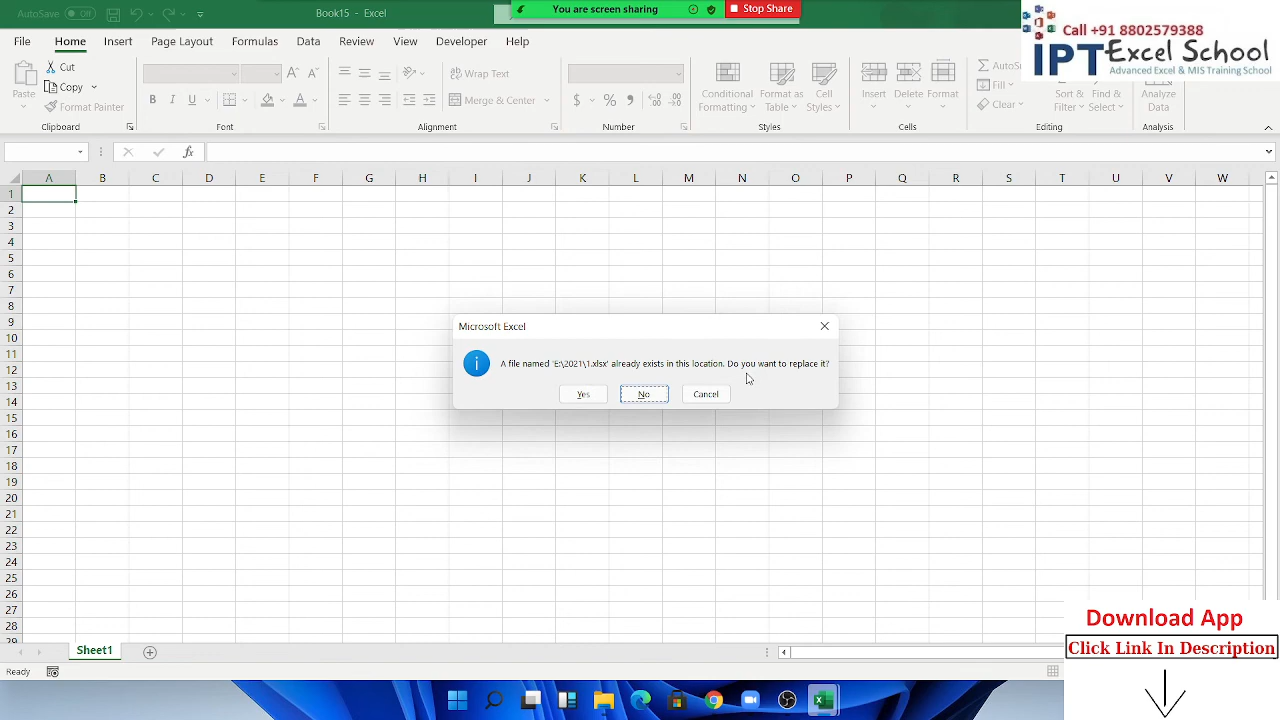 AutoSave Off
Book15 - Excel
You are screen sharing
Stop Share
Call +91 8802579388
IPT Excel School
Advanced Excel & MIS Training School
File Home Insert Page Layout Formulas Data Review View Developer Help
Paste
Cut
Copy
Format Painter
Clipboard
B I U
A A
Font
Wrap Text
Merge & Center
Alignment
$ % 9
Number
Conditional Formatting
Format as Table
Cell Styles
Styles
Insert Delete Format
Cells
Fill
Clear
Sort & Filter
Find & Select
Editing
Analyze Data
Analysis
fx
A B C D E F G H I J K L M N O P Q R S T U V W
1
2
3
4
5
6
7
8
9
10
11
12
13
14
15
16
17
18
19
20
21
22
23
24
25
26
27
28
29
Microsoft Excel
A file named 'E:\2021\1.xlsx' already exists in this location. Do you want to replace it?
Yes No Cancel
Download App
Click Link In Description
Sheet1
Ready